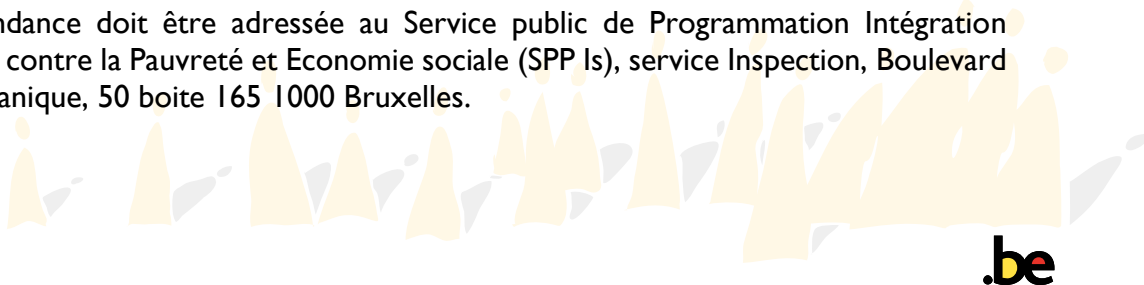 ndance doit être adressée au Service public de Programmation Intégration
contre la Pauvreté et Economie sociale (SPP Is), service Inspection, Boulevard
anique, 50 boite 165 1000 Bruxelles.
.be